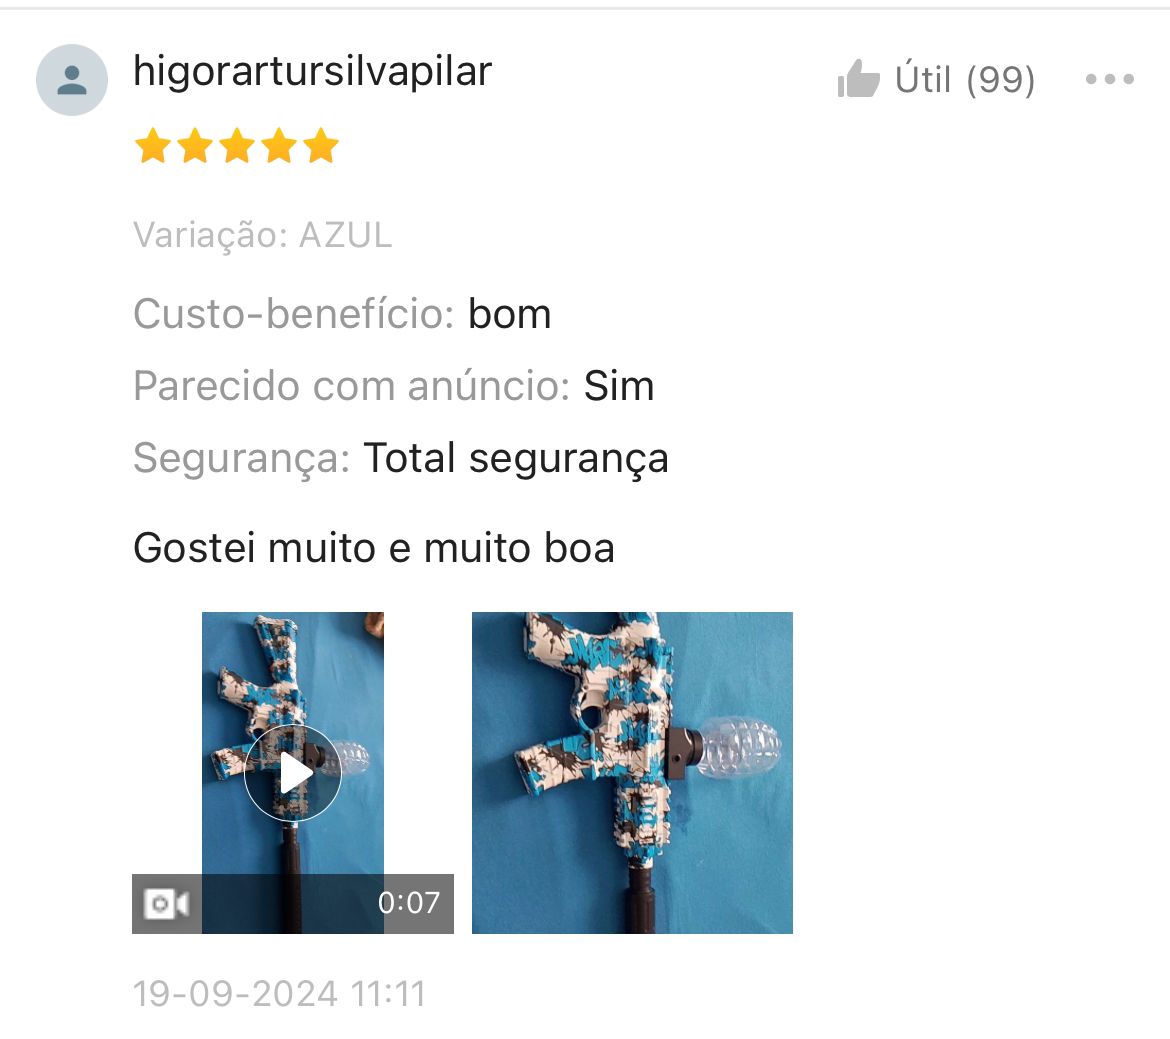 higorartursilvapilar
Útil (99)
Variação: AZUL
Custo-benefício: bom
Parecido com anúncio: Sim
Segurança: Total segurança
Gostei muito e muito boa
0:07
19-09-2024 11:11